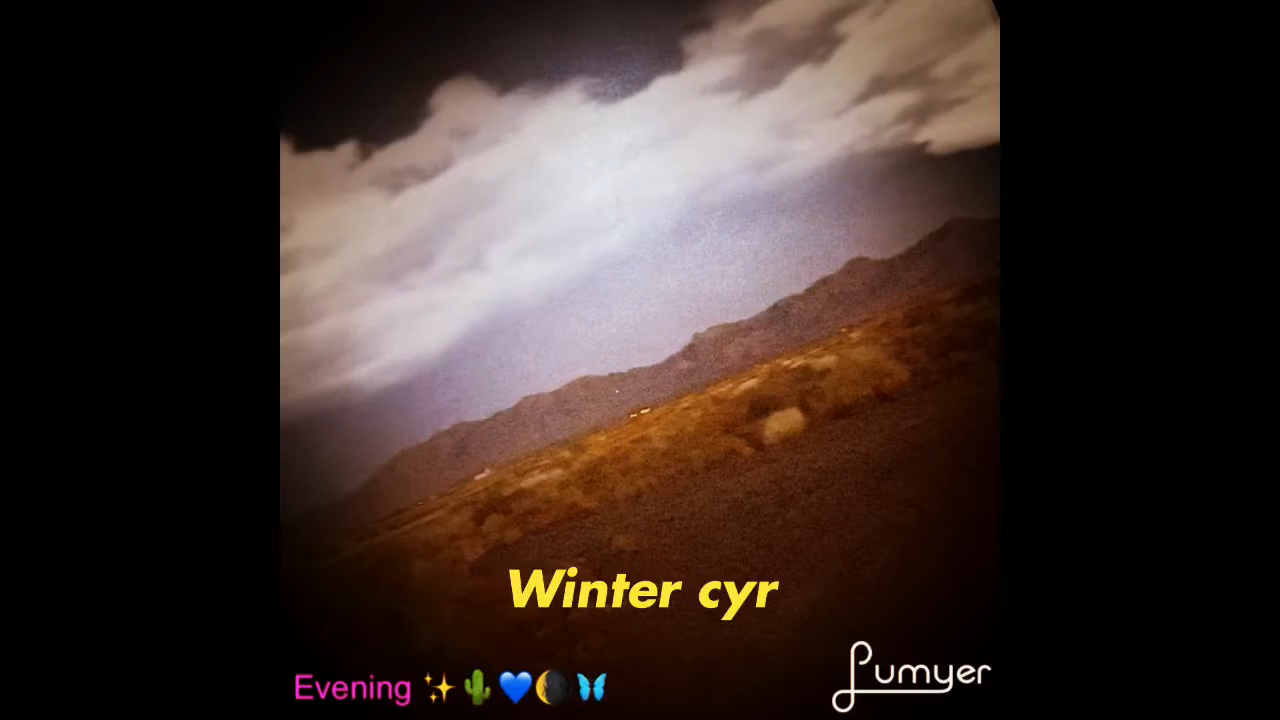 Winter cyr
Evening ✨🌵💙🌘🦋
Lumyer